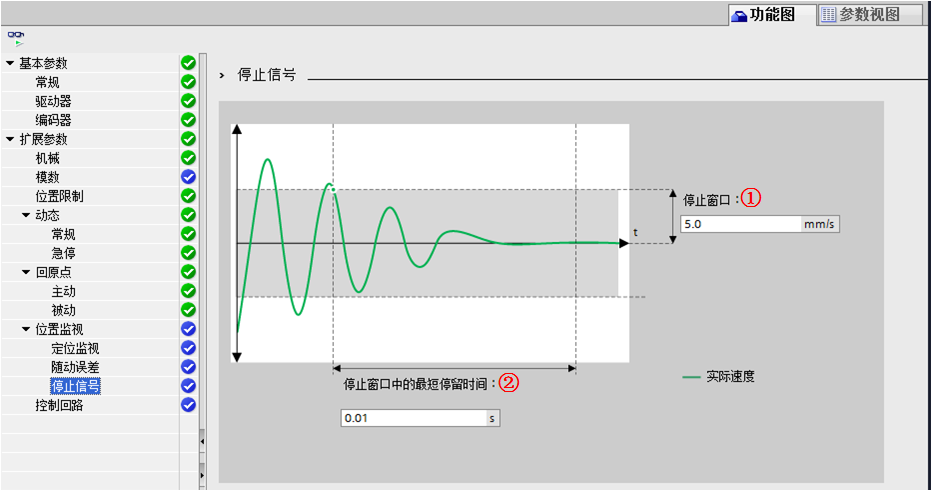 功能图
参数视图
基本参数
常规
驱动器
编码器
扩展参数
机械
模数
位置限制
动态
常规
急停
回原点
主动
被动
位置监视
定位监视
随动误差
停止信号
控制回路
停止信号
t
停止窗口：①
5.0 mm/s
停止窗口中的最短停留时间：②
0.01 s
实际速度